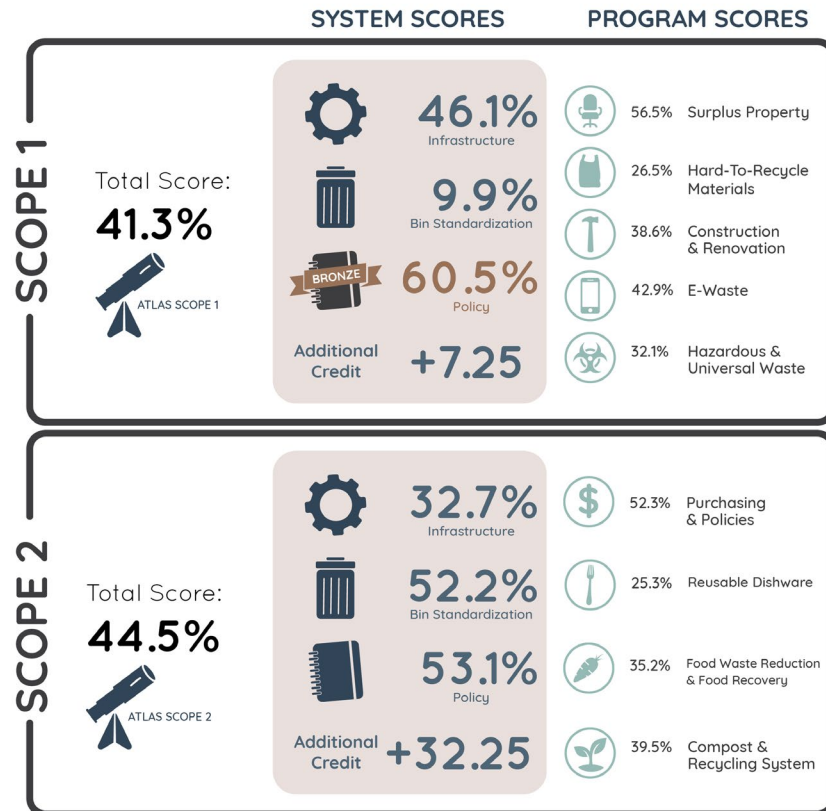 SYSTEM SCORES
PROGRAM SCORES
SCOPE 1
Total Score:
41.3%
ATLAS SCOPE 1
46.1%
Infrastructure
9.9%
Bin Standardization
BRONZE
60.5%
Policy
Additional
Credit
+7.25
56.5% Surplus Property
26.5% Hard-To-Recycle
Materials
38.6% Construction
& Renovation
42.9% E-Waste
32.1% Hazardous &
Universal Waste
SCOPE 2
Total Score:
44.5%
ATLAS SCOPE 2
32.7%
Infrastructure
52.2%
Bin Standardization
53.1%
Policy
Additional
Credit
+32.25
$
52.3% Purchasing
& Policies
25.3% Reusable Dishware
35.2% Food Waste Reduction
& Food Recovery
39.5% Compost &
Recycling System